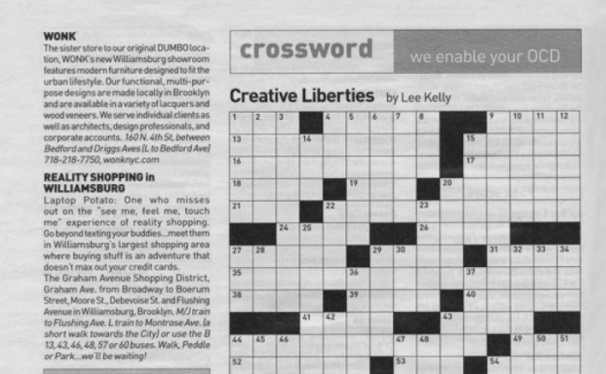 WONK
The sister store to our original DUMBO loca-
tion, WONK's new Williamsburg showroom
features modern furniture designed to fit the
urban lifestyle. Our functional, multi-pur-
pose designs are made locally in Brooklyn
and are available in a variety of lacquers and
wood veneers. We serve individual clients as
well as architects, design professionals, and
corporate accounts. 160 N. 4th St, between
Bedford and Driggs Aves (L to Bedford Ave)
718-218-7750, wonknyc.com
REALITY SHOPPING in
WILLIAMSBURG
Laptop Potato: One who misses
out on the "see me, feel me, touch
me" experience of reality shopping.
Go beyond texting your buddies...meet them
in Williamsburg's largest shopping area
where buying stuff is an adventure that
doesn't max out your credit cards.
The Graham Avenue Shopping District,
Graham Ave. from Broadway to Boerum
Street, Moore St., Debevoise St. and Flushing
Avenue in Williamsburg, Brooklyn. M/J train
to Flushing Ave. L train to Montrose Ave. (a
short walk towards the City) or use the B
13, 43, 46, 48, 57 or 60 buses. Walk, Peddle
or Park...we'll be waiting!
crossword we enable your OCD
Creative Liberties by Lee Kelly
1 2 3 4 5 6 7 8 9 10 11 12
13 14 15
16 17
18 19 20
21 22 23
24 25 26
27 28 29 30 31 32 33 34
35 36 37
38 39 40
41 42 43
44 45 46 47 48 49 50 51
52 53 54